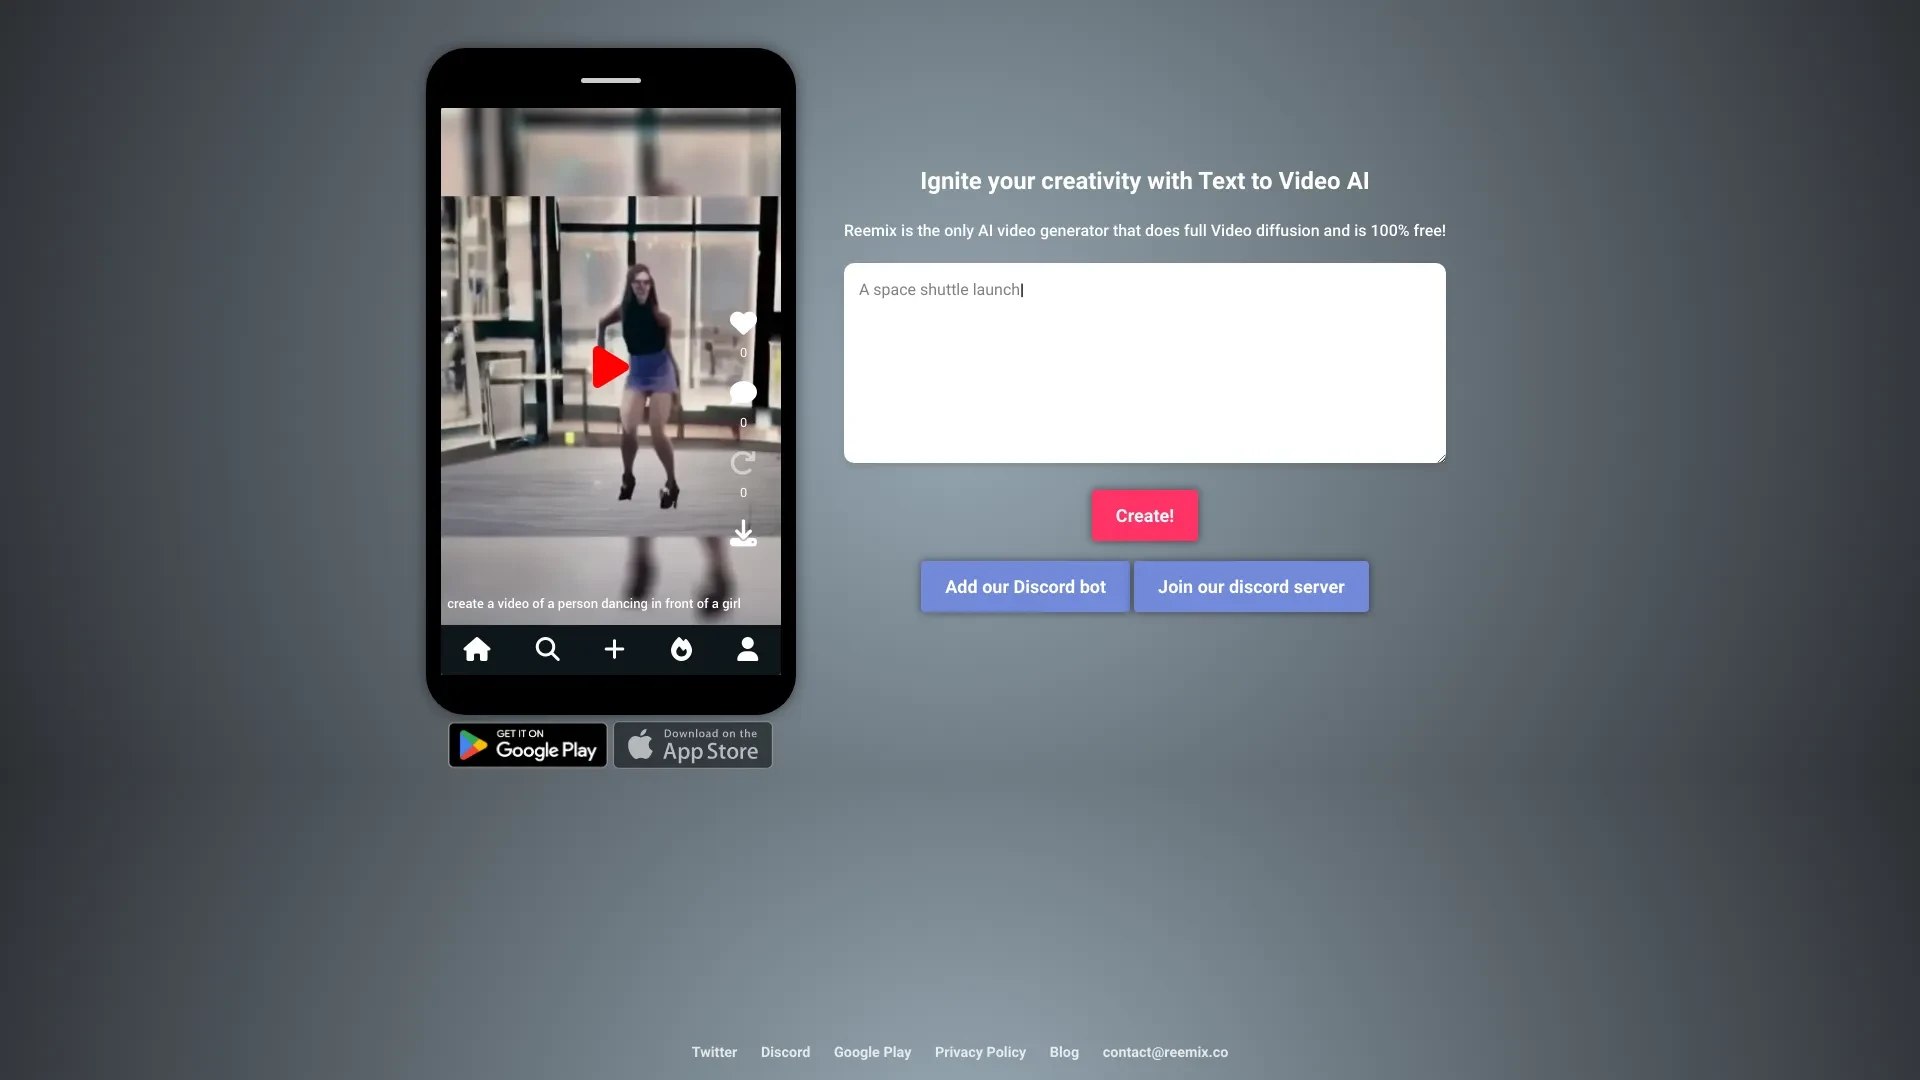 Ignite your creativity with Text to Video AI
Reemix is the only AI video generator that does full Video diffusion and is 100% free!
A space shuttle launch
Create!
Add our Discord bot
Join our discord server
0
0
0
create a video of a person dancing in front of a girl
GET IT ON
Google Play
Download on the
App Store
Twitter
Discord
Google Play
Privacy Policy
Blog
contact@reemix.co